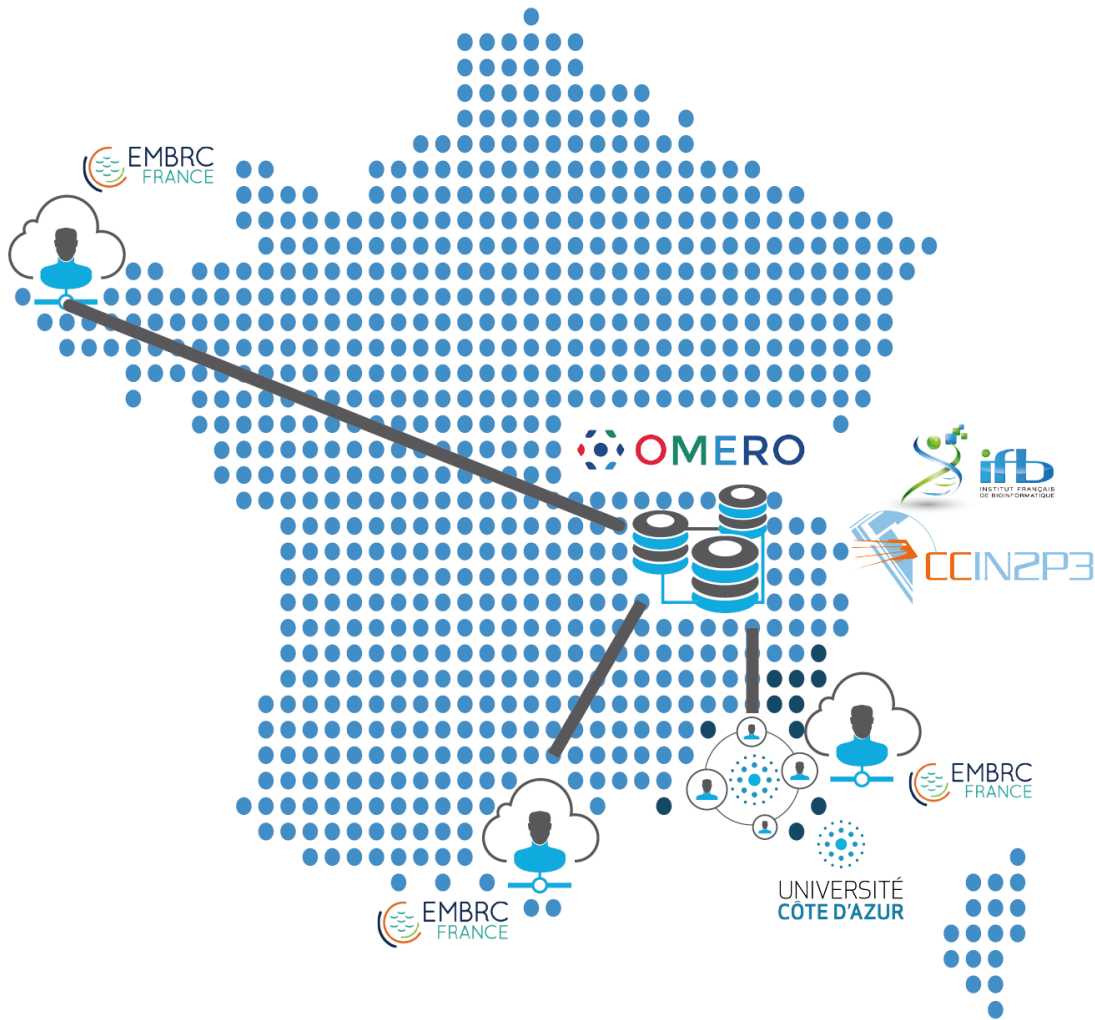 EMBRC
FRANCE
OMERO
ifb
INSTITUT FRANÇAIS
DE BIOINFORMATIQUE
CCIN2P3
EMBRC
FRANCE
UNIVERSITÉ
CÔTE D'AZUR
EMBRC
FRANCE